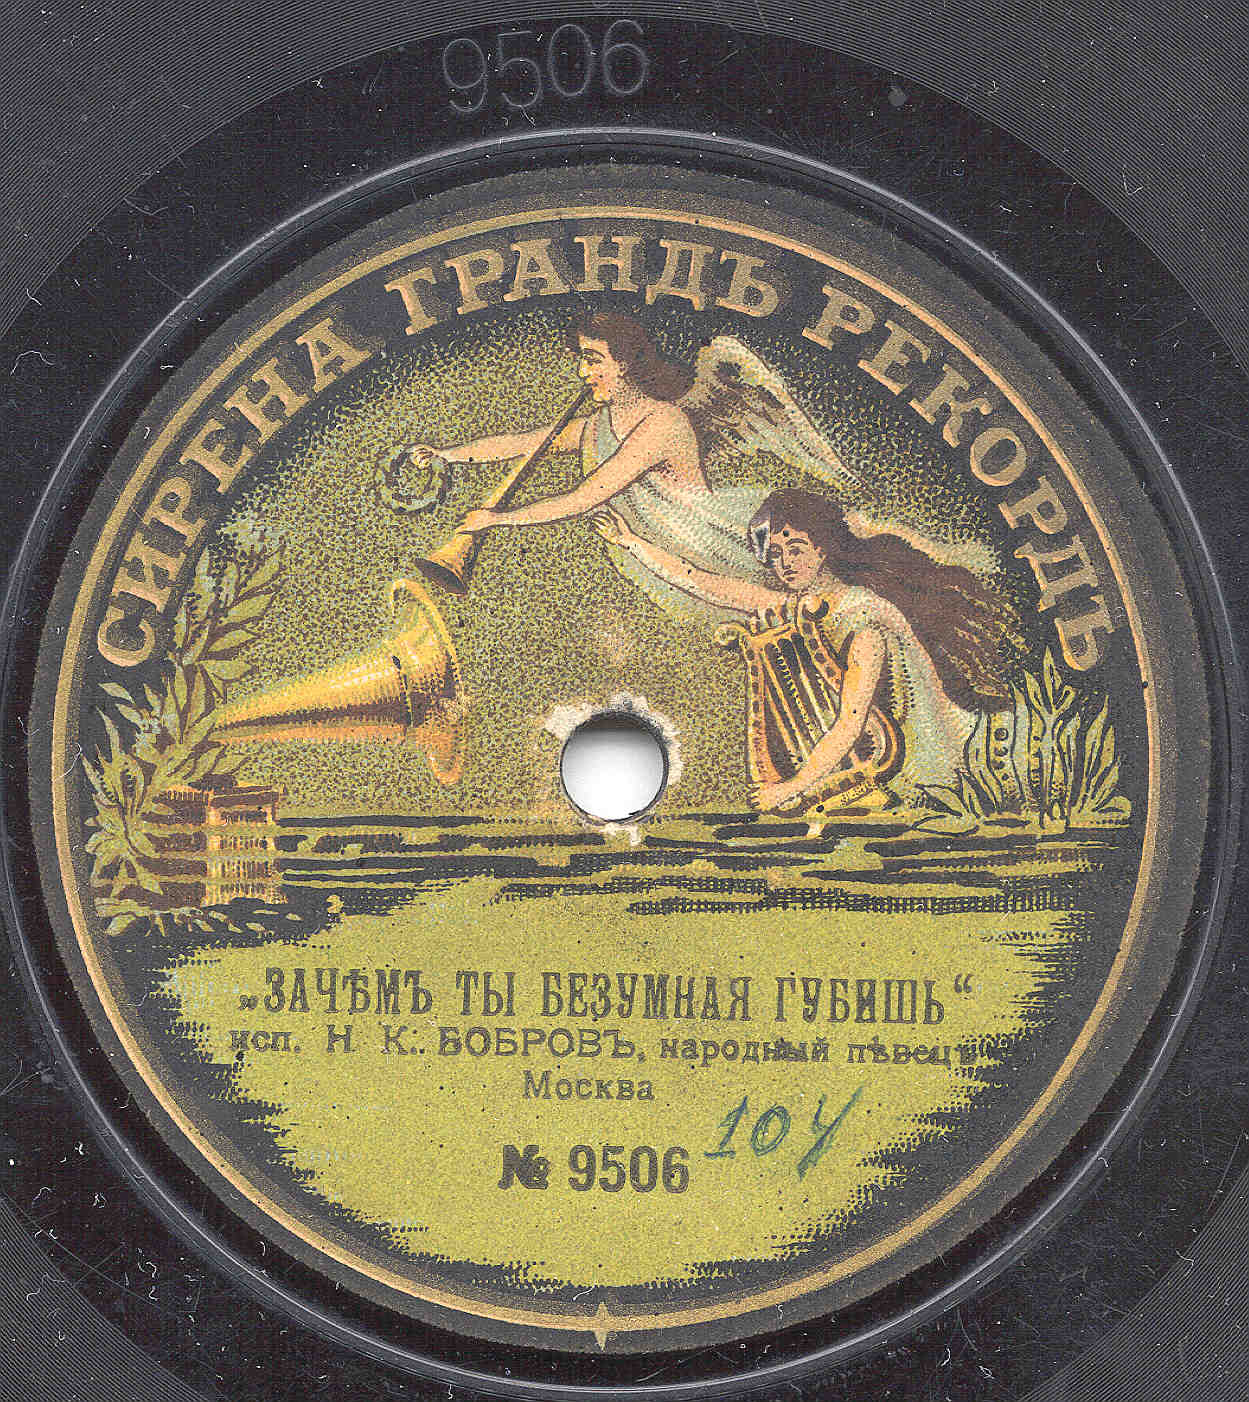 9506
СИРЕНА ГРАНДЪ РЕКОРДЪ
„ЗАЧѢМЪ ТЫ БЕЗУМНАЯ ГУБИШЬ“
исп. Н. К. БОБРОВЪ, народный пѣвецъ
Москва
№ 9506
104